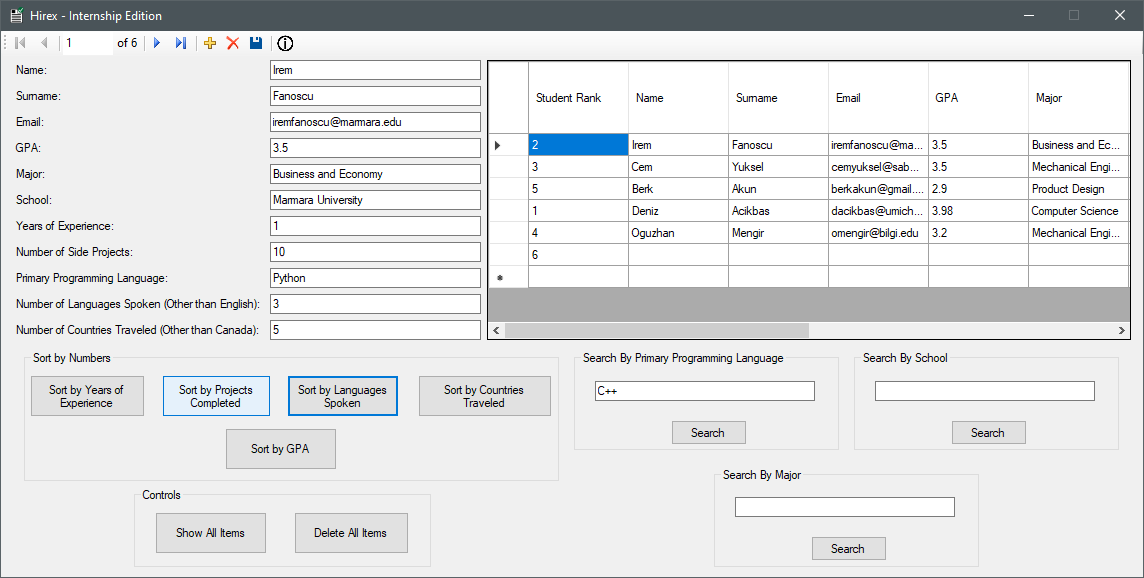 Hirex - Internship Edition
1 of 6
Name: Irem
Surname: Fanoscu
Email: iremfanoscu@marmara.edu
GPA: 3.5
Major: Business and Economy
School: Marmara University
Years of Experience: 1
Number of Side Projects: 10
Primary Programming Language: Python
Number of Languages Spoken (Other than English): 3
Number of Countries Traveled (Other than Canada): 5
Student Rank Name Surname Email GPA Major
2 Irem Fanoscu iremfanoscu@ma... 3.5 Business and Ec...
3 Cem Yuksel cemyuksel@sab... 3.5 Mechanical Engi...
5 Berk Akun berkakun@gmail.... 2.9 Product Design
1 Deniz Acikbas dacikbas@umich... 3.98 Computer Science
4 Oguzhan Mengir omengir@bilgi.edu 3.2 Mechanical Engi...
6
Sort by Numbers
Sort by Years of
Experience
Sort by Projects
Completed
Sort by Languages
Spoken
Sort by Countries
Traveled
Sort by GPA
Search By Primary Programming Language
C++
Search
Search By School
Search
Controls
Show All Items
Delete All Items
Search By Major
Search